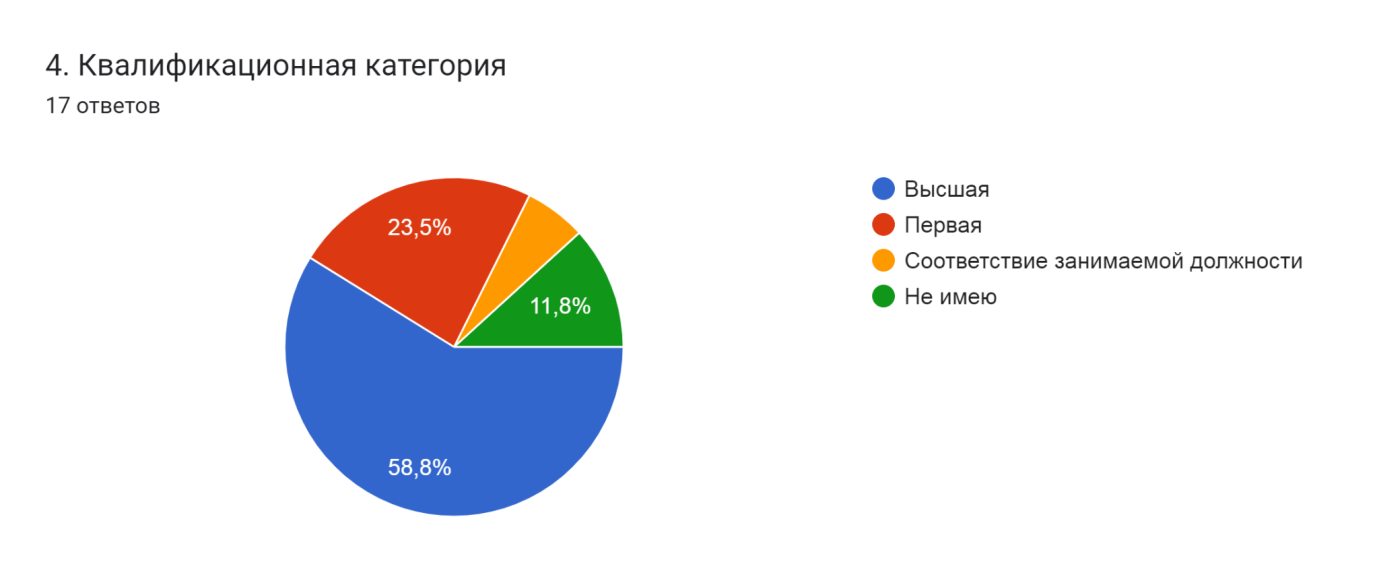 4. Квалификационная категория
17 ответов
Высшая
Первая
Соответствие занимаемой должности
Не имею
23,5%
11,8%
58,8%